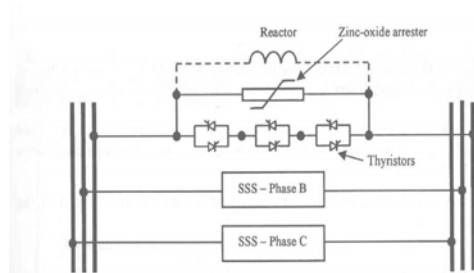 Reactor
Zinc-oxide arrester
Thyristors
SSS – Phase B
SSS – Phase C